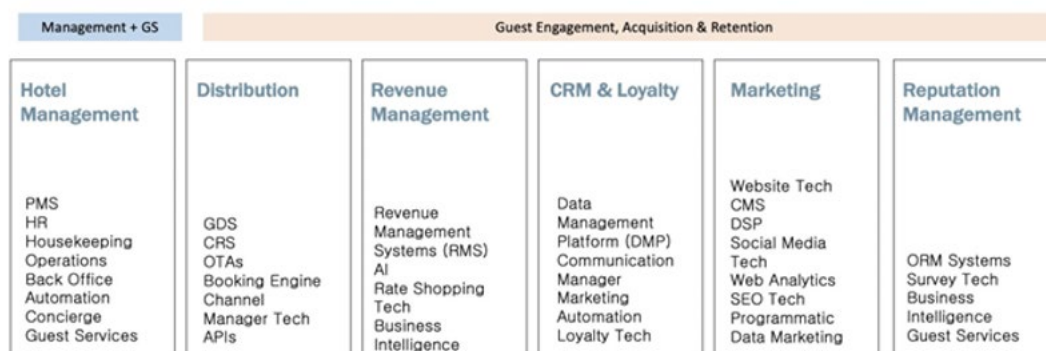 Management + GS
Guest Engagement, Acquisition & Retention
Hotel
Management
PMS
HR
Housekeeping
Operations
Back Office
Automation
Concierge
Guest Services
Distribution
GDS
CRS
OTAs
Booking Engine
Channel
Manager Tech
APIs
Revenue
Management
Revenue
Management
Systems (RMS)
AI
Rate Shopping
Tech
Business
Intelligence
CRM & Loyalty
Data
Management
Platform (DMP)
Communication
Manager
Marketing
Automation
Loyalty Tech
Marketing
Website Tech
CMS
DSP
Social Media
Tech
Web Analytics
SEO Tech
Programmatic
Data Marketing
Reputation
Management
ORM Systems
Survey Tech
Business
Intelligence
Guest Services